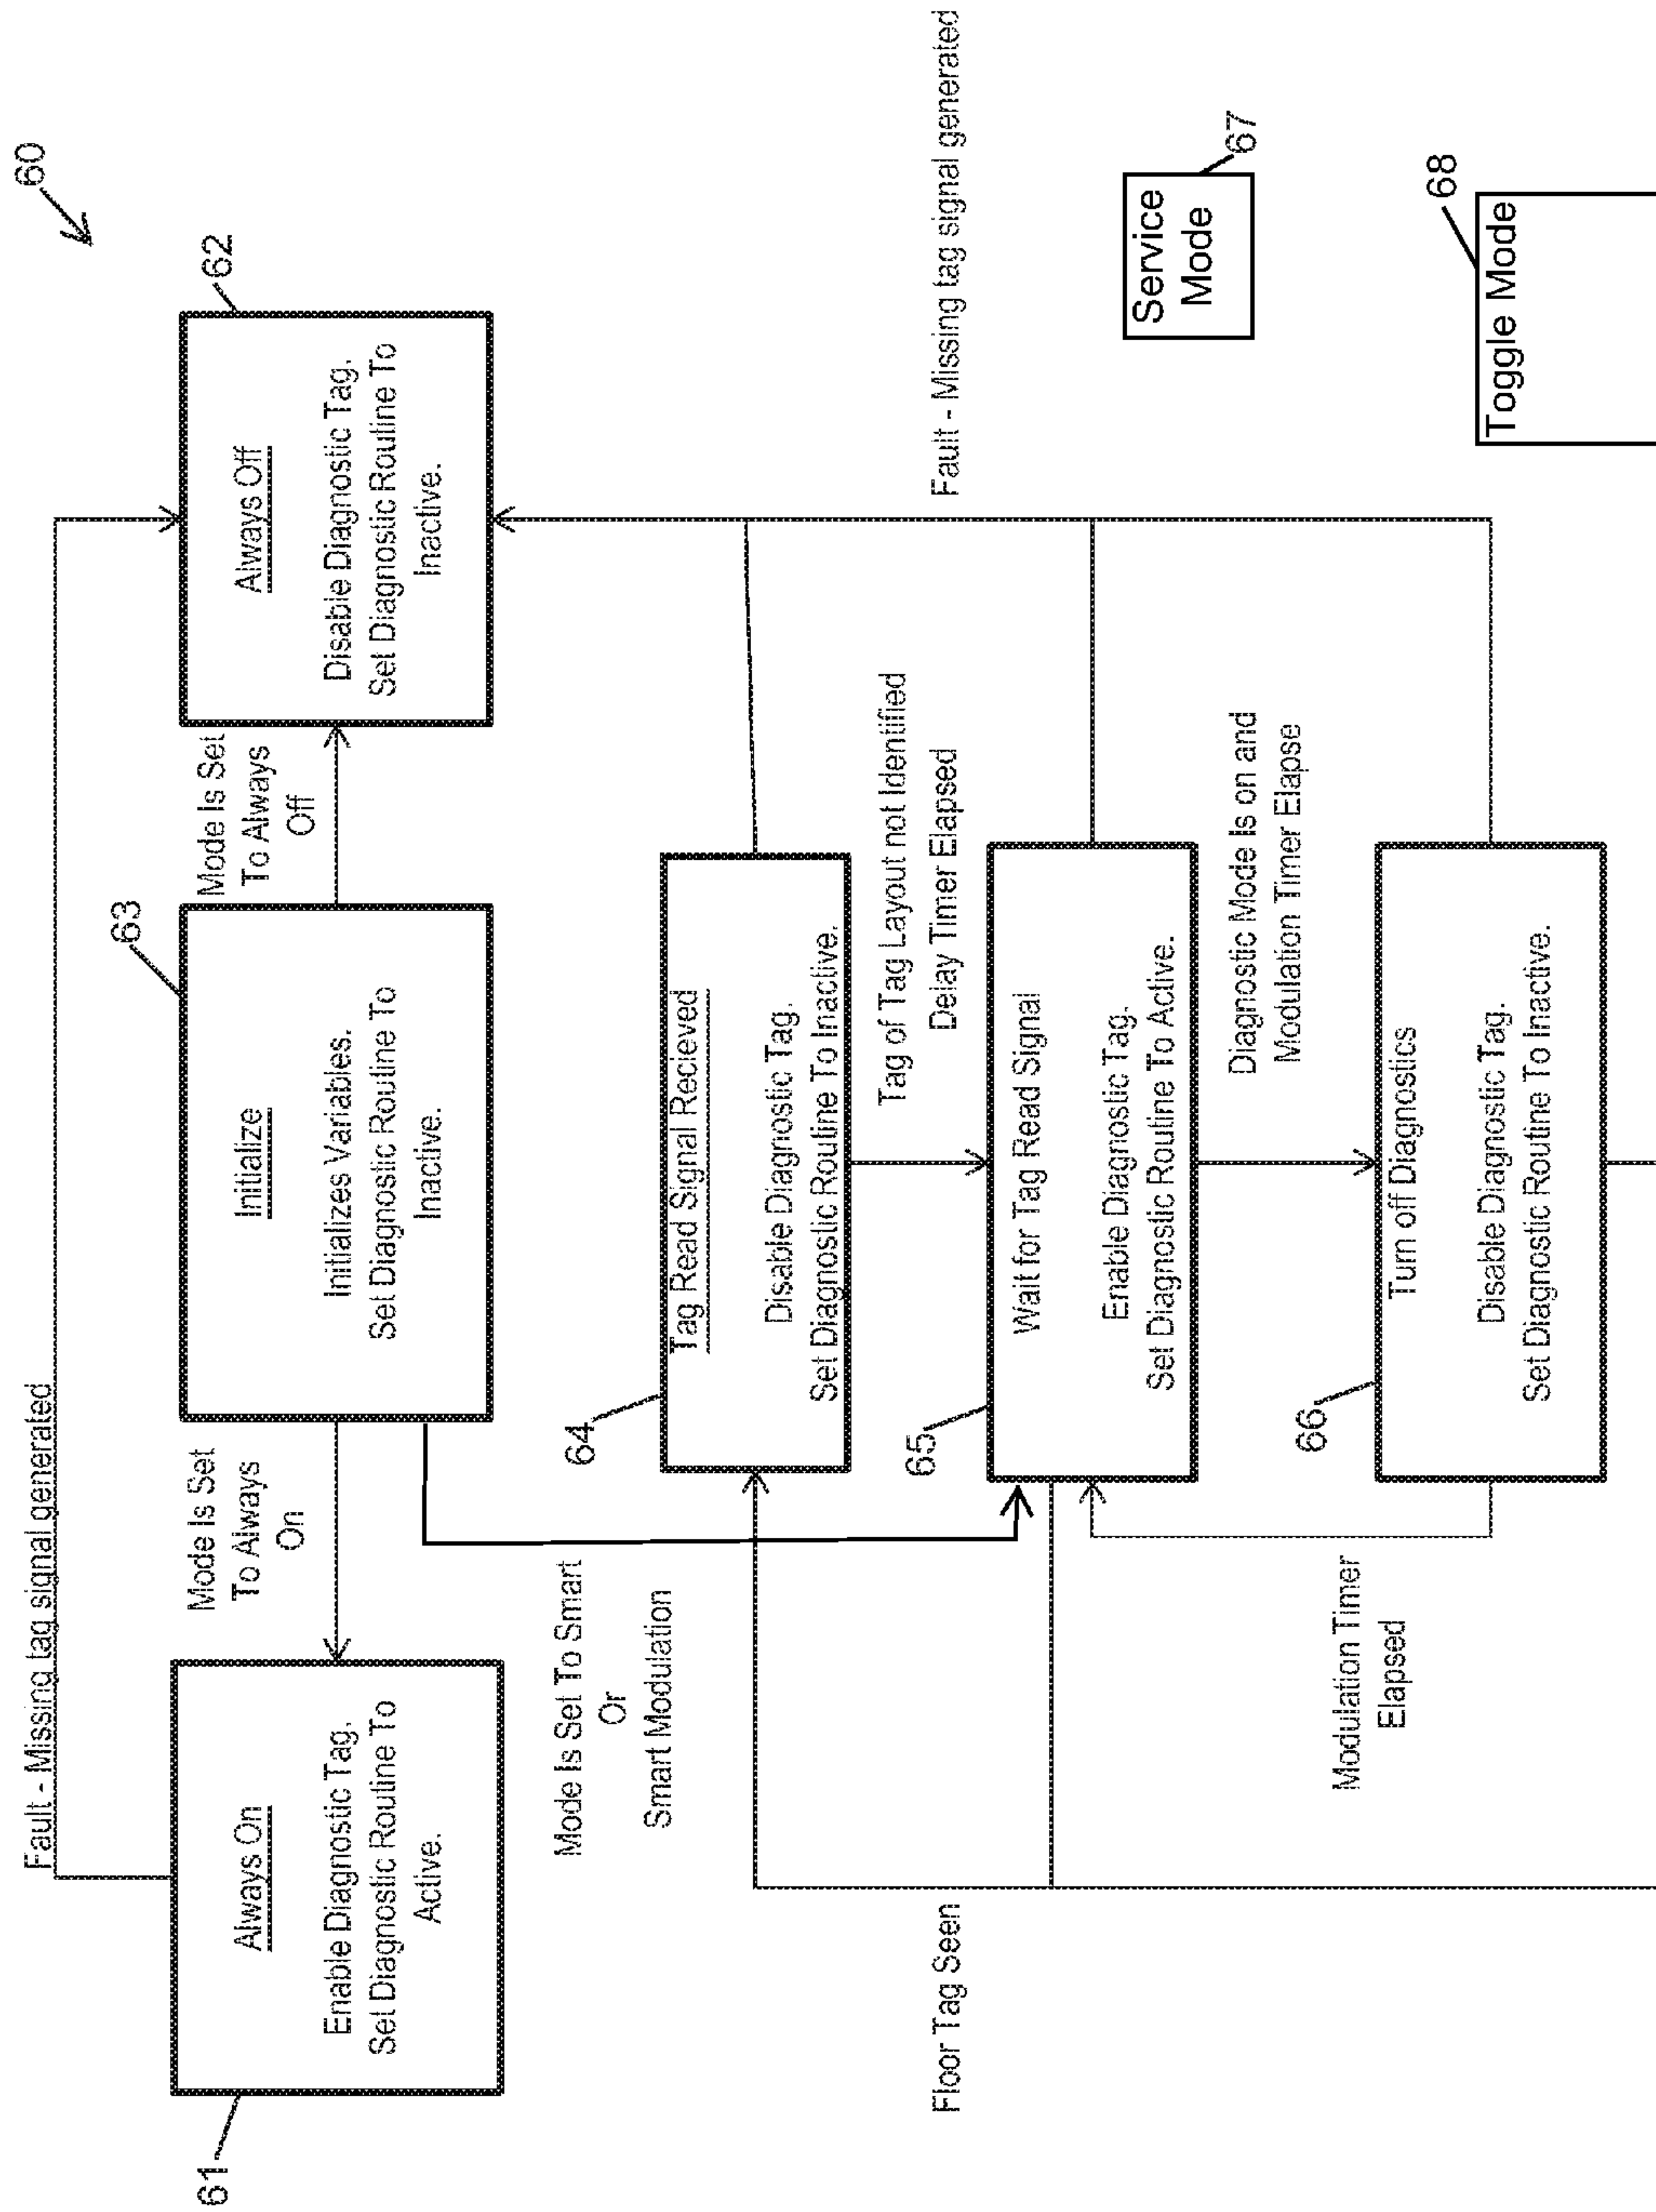 60
Fault - Missing tag signal generated
61
Always On
Enable Diagnostic Tag.
Set Diagnostic Routine To
Active.
Mode Is Set
To Always
On
63
Initialize
Initializes Variables.
Set Diagnostic Routine To
Inactive.
Mode Is Set
To Always
Off
62
Always Off
Disable Diagnostic Tag.
Set Diagnostic Routine To
Inactive.
Mode Is Set To Smart
Or
Smart Modulation
64
Tag Read Signal Recieved
Disable Diagnostic Tag.
Set Diagnostic Routine To Inactive.
Tag of Tag Layout not Identified
Delay Timer Elapsed
Floor Tag Seen
65
Wait for Tag Read Signal
Enable Diagnostic Tag.
Set Diagnostic Routine To Active.
Fault - Missing tag signal generated
Diagnostic Mode Is on and
Modulation Timer Elapse
Service
Mode
67
Modulation Timer
Elapsed
66
Turn off Diagnostics
Disable Diagnostic Tag.
Set Diagnostic Routine To Inactive.
68
Toggle Mode